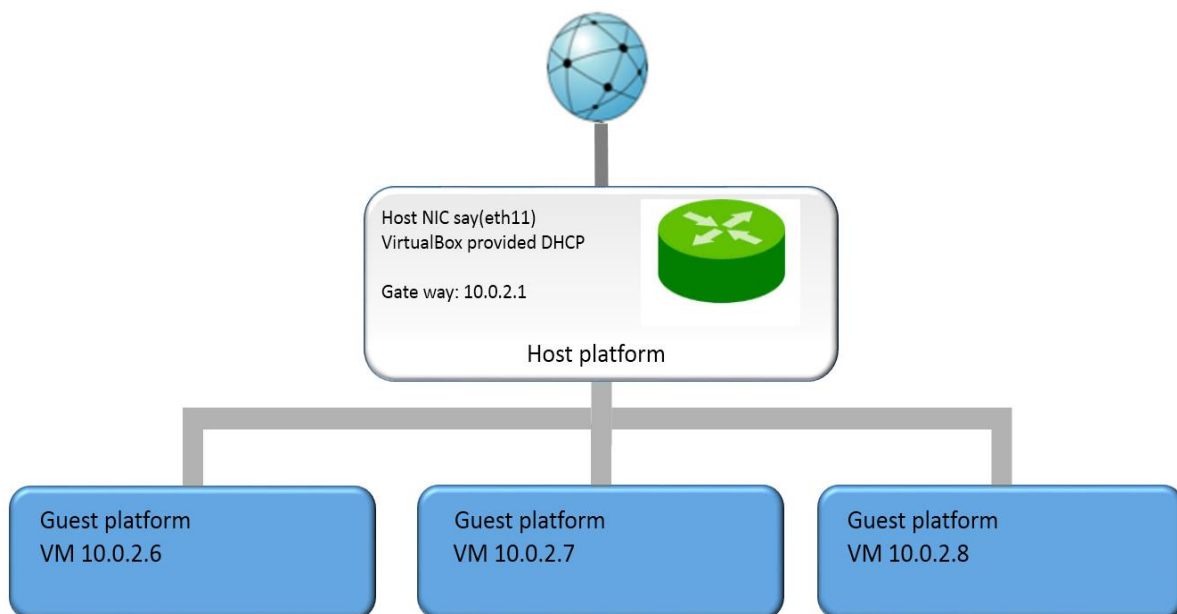 Host NIC say(eth11)
VirtualBox provided DHCP
Gate way: 10.0.2.1
Host platform
Guest platform
VM 10.0.2.6
Guest platform
VM 10.0.2.7
Guest platform
VM 10.0.2.8